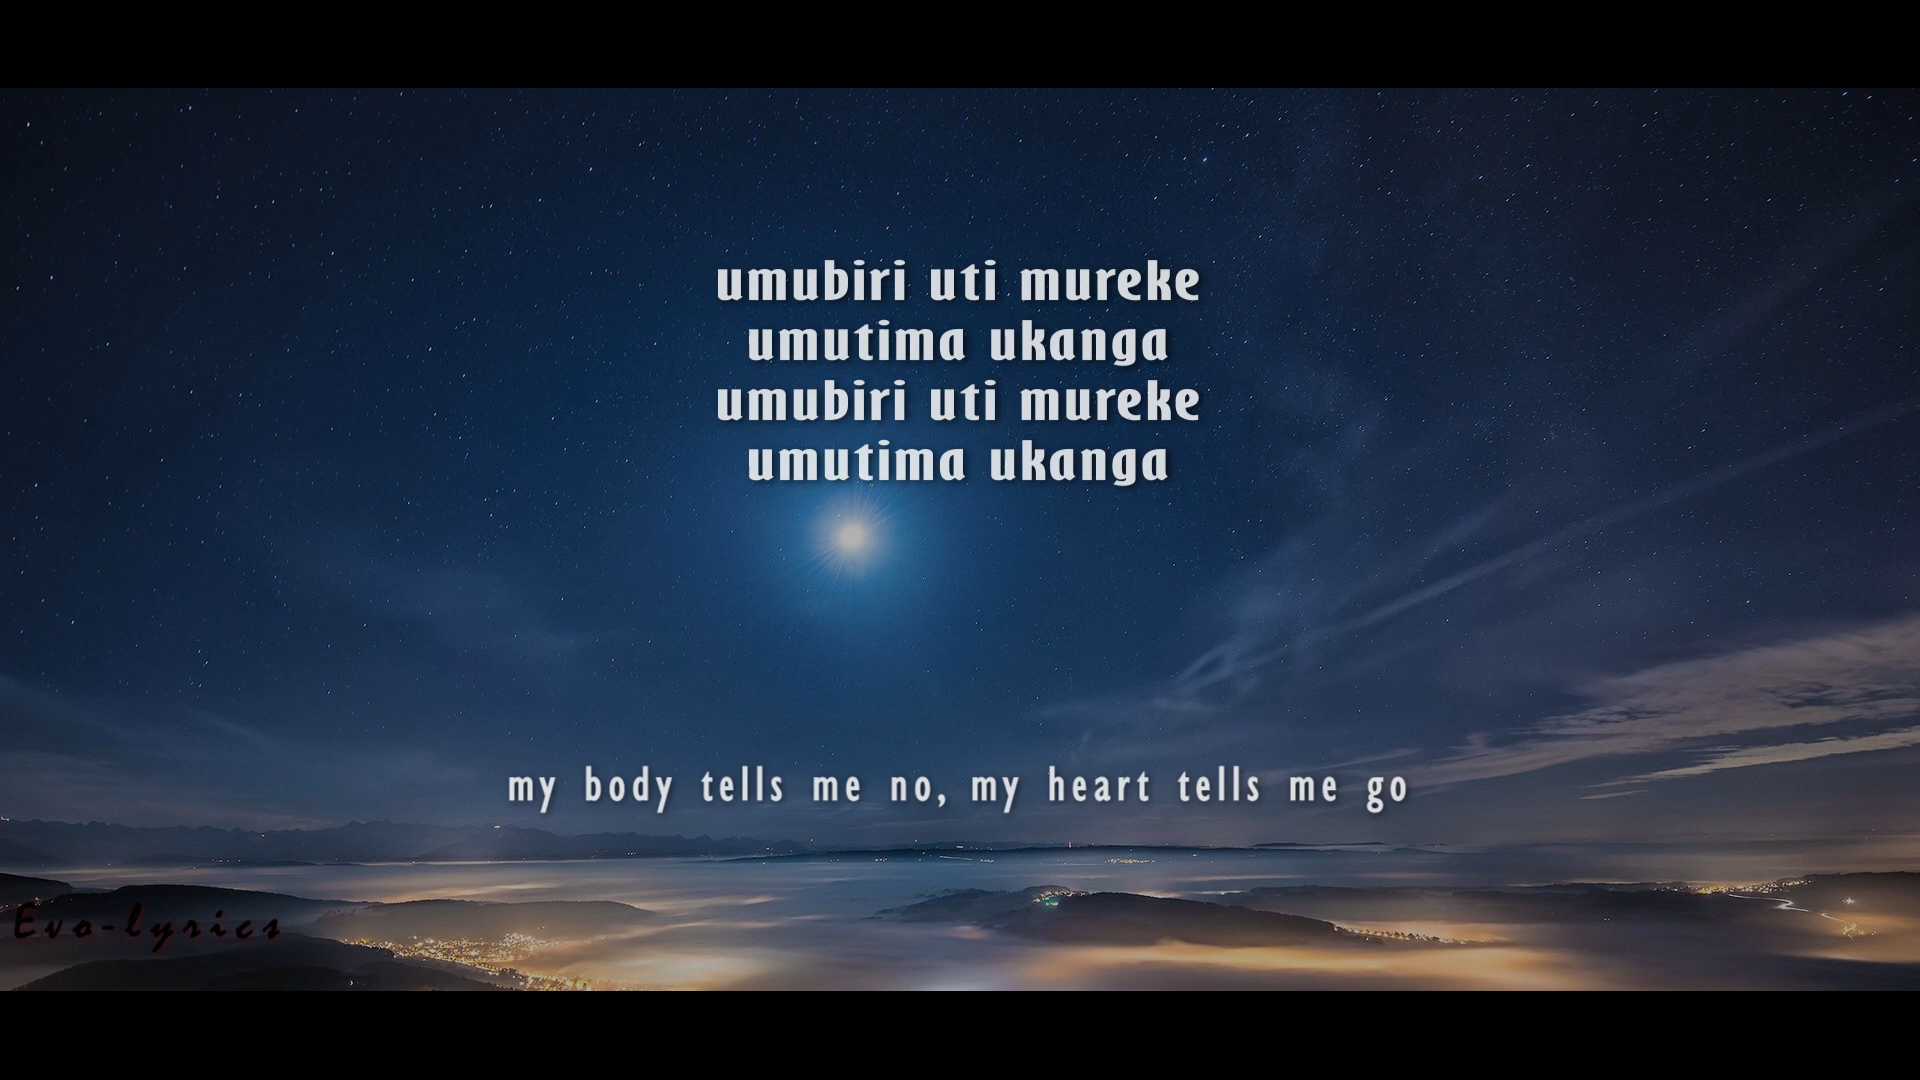 umubiri uti mureke
umutima ukanga
umubiri uti mureke
umutima ukanga
my body tells me no, my heart tells me go
Evo-lyrics